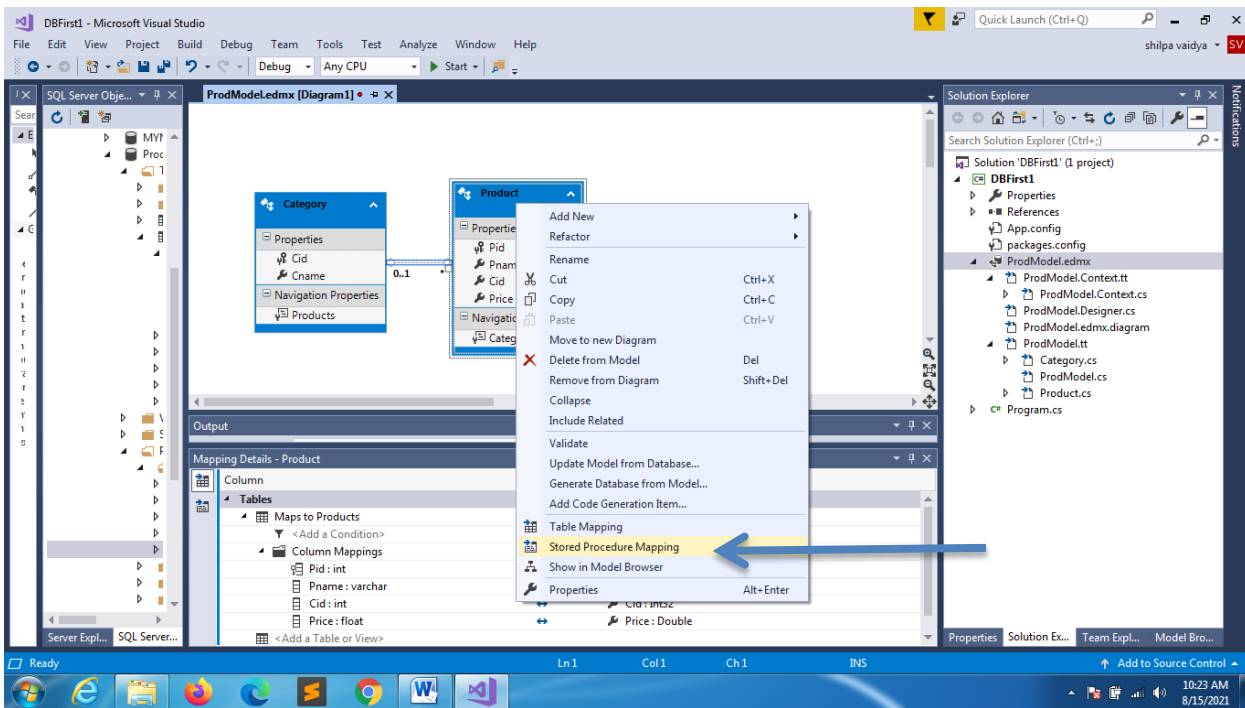 DBFirst1 - Microsoft Visual Studio
Quick Launch (Ctrl+Q)
File Edit View Project Build Debug Team Tools Test Analyze Window Help
shilpa vaidya
SV
Debug Any CPU Start
SQL Server Obje...
ProdModel.edmx [Diagram1]
Solution Explorer
Notifications
Sear
MYN
Proc
Search Solution Explorer (Ctrl+;)
Solution 'DBFirst1' (1 project)
DBFirst1
Properties
References
App.config
packages.config
ProdModel.edmx
ProdModel.Context.tt
ProdModel.Context.cs
ProdModel.Designer.cs
ProdModel.edmx.diagram
ProdModel.tt
Category.cs
ProdModel.cs
Product.cs
C# Program.cs
Category
Properties
Cid
Cname
Navigation Properties
Products
0..1
*
Product
Propertie
Pid
Pnam
Cid
Price
Navigatio
Categ
Add New
Refactor
Rename
Cut Ctrl+X
Copy Ctrl+C
Paste Ctrl+V
Move to new Diagram
Delete from Model Del
Remove from Diagram Shift+Del
Collapse
Include Related
Validate
Update Model from Database...
Generate Database from Model...
Add Code Generation Item...
Table Mapping
Stored Procedure Mapping
Show in Model Browser
Properties Alt+Enter
Output
Mapping Details - Product
Column
Tables
Maps to Products
<Add a Condition>
Column Mappings
Pid : int
Pname : varchar
Cid : int Cid : Int32
Price : float Price : Double
<Add a Table or View>
Server Expl... SQL Server...
Properties Solution Ex... Team Expl... Model Bro...
Ready Ln 1 Col 1 Ch 1 INS Add to Source Control
10:23 AM
8/15/2021